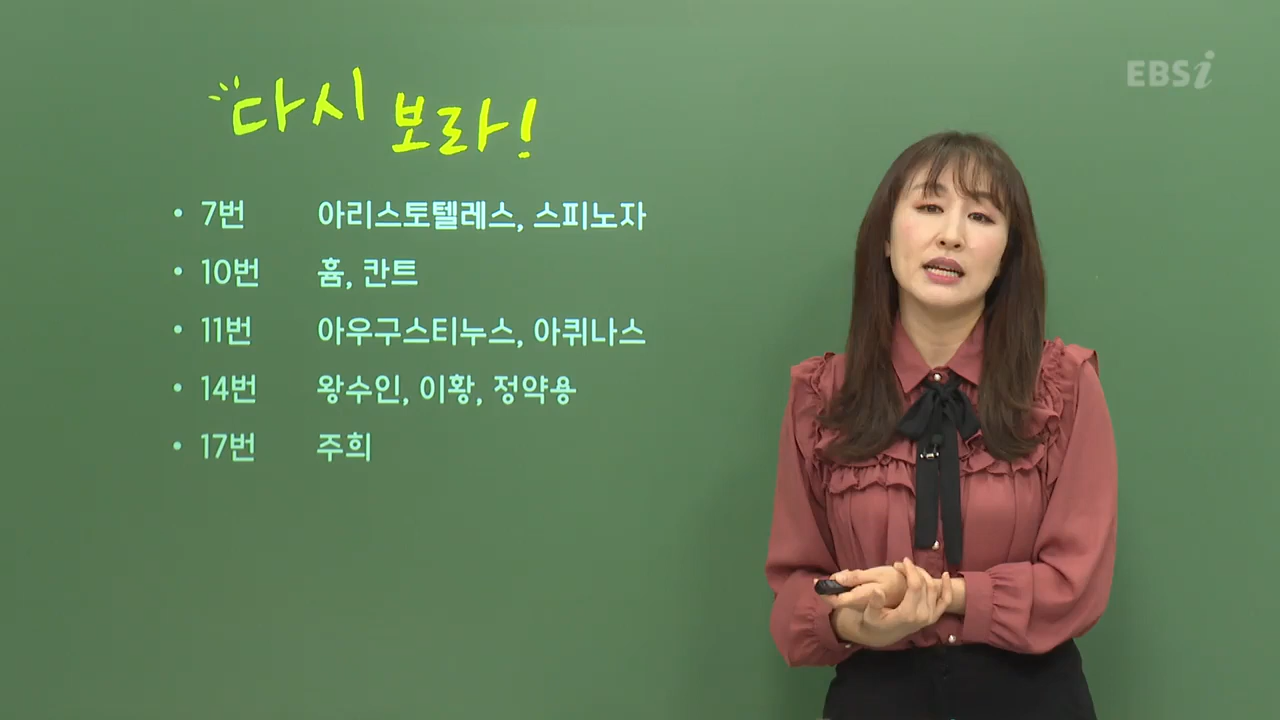 EBSi
다시 보라!
• 7번 아리스토텔레스, 스피노자
• 10번 흄, 칸트
• 11번 아우구스티누스, 아퀴나스
• 14번 왕수인, 이황, 정약용
• 17번 주희